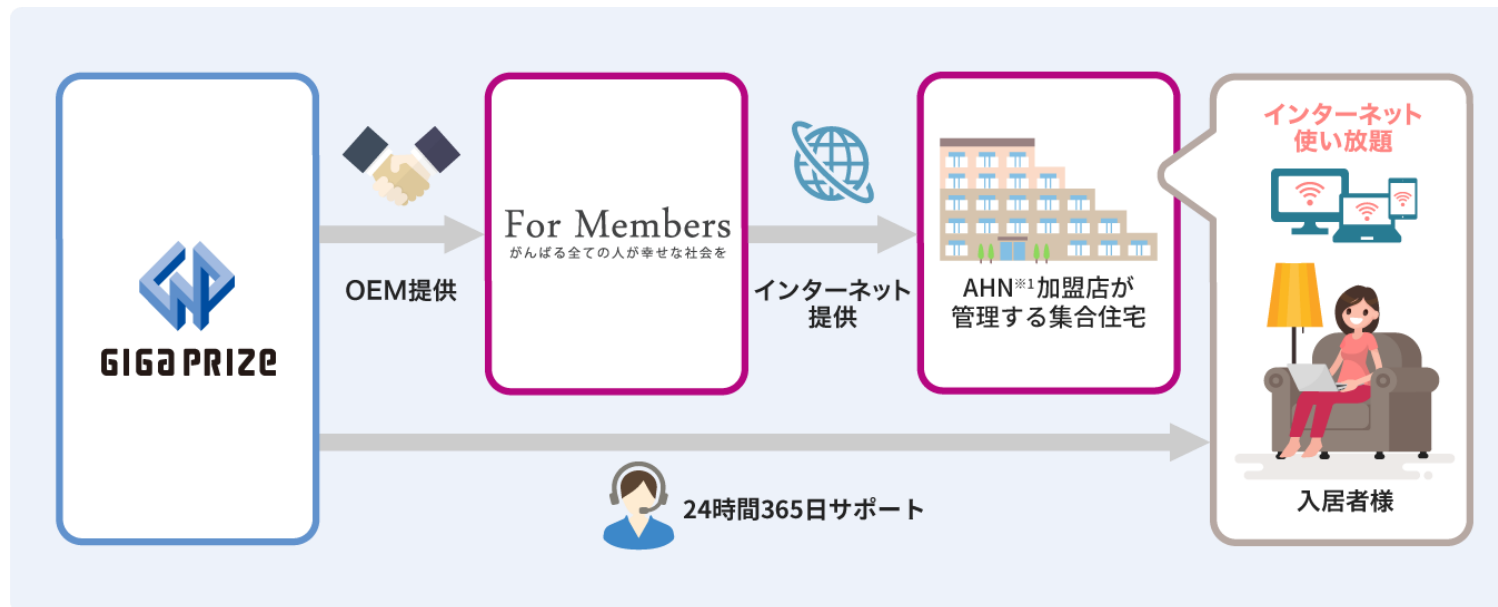 GIGA PRIZE
OEM提供
For Members
がんばる全ての人が幸せな社会を
インターネット
提供
AHN※1加盟店が
管理する集合住宅
インターネット
使い放題
入居者様
24時間365日サポート